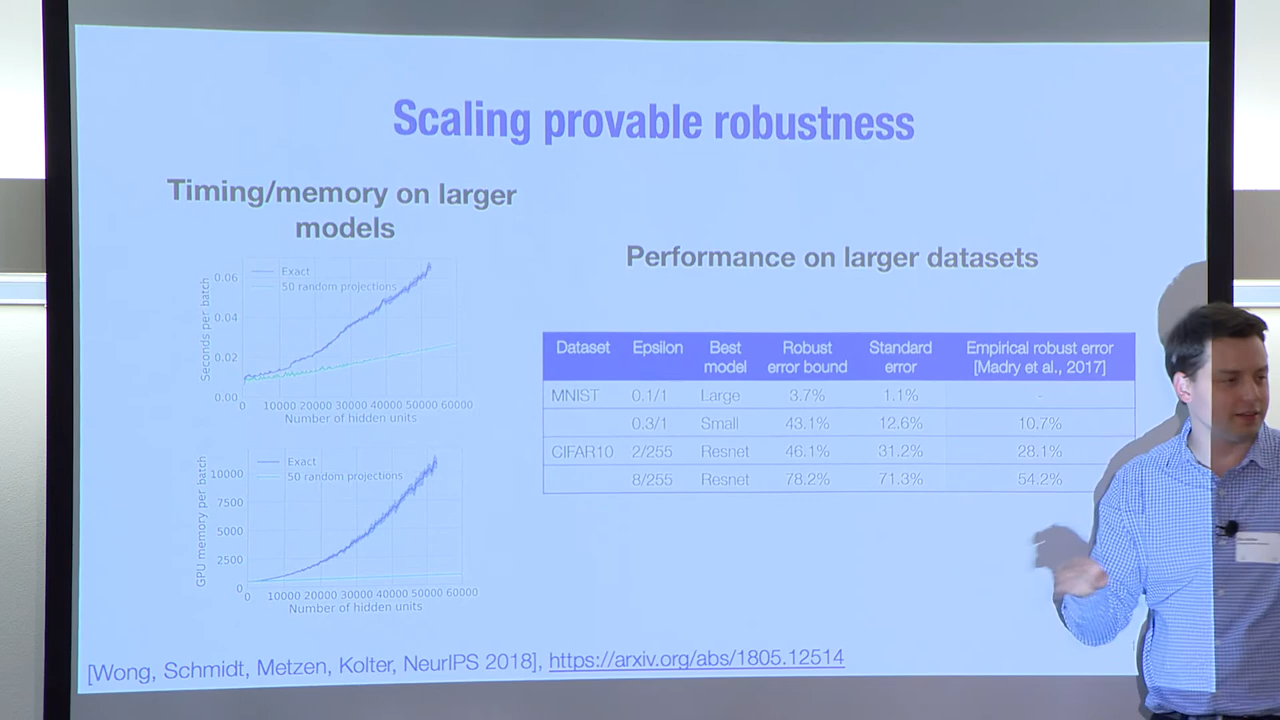 Scaling provable robustness
Timing/memory on larger
models
Seconds per batch
0.06
0.04
0.02
0.00
Exact
50 random projections
0 10000 20000 30000 40000 50000 60000
Number of hidden units
GPU memory per batch
10000
7500
5000
2500
0
Exact
50 random projections
0 10000 20000 30000 40000 50000 60000
Number of hidden units
Performance on larger datasets
Dataset Epsilon Best model Robust error bound Standard error Empirical robust error [Madry et al., 2017]
MNIST 0.1/1 Large 3.7% 1.1% -
0.3/1 Small 43.1% 12.6% 10.7%
CIFAR10 2/255 Resnet 46.1% 31.2% 28.1%
8/255 Resnet 78.2% 71.3% 54.2%
[Wong, Schmidt, Metzen, Kolter, NeurIPS 2018], https://arxiv.org/abs/1805.12514